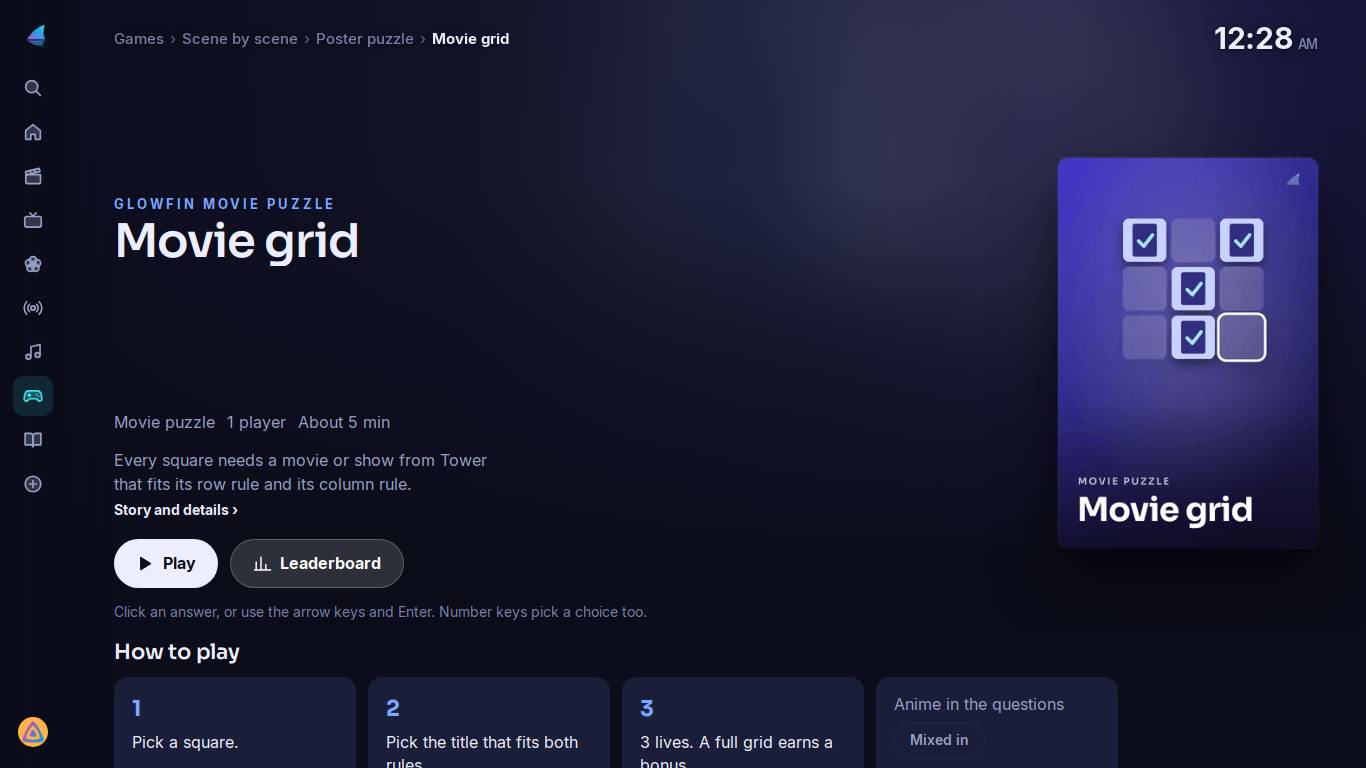 Games › Scene by scene › Poster puzzle › Movie grid
12:28 AM
GLOWFIN MOVIE PUZZLE
Movie grid
Movie puzzle 1 player About 5 min
Every square needs a movie or show from Tower
that fits its row rule and its column rule.
Story and details ›
Play
Leaderboard
Click an answer, or use the arrow keys and Enter. Number keys pick a choice too.
MOVIE PUZZLE
Movie grid
How to play
1
Pick a square.
2
Pick the title that fits both
rules.
3
3 lives. A full grid earns a
bonus.
Anime in the questions
Mixed in